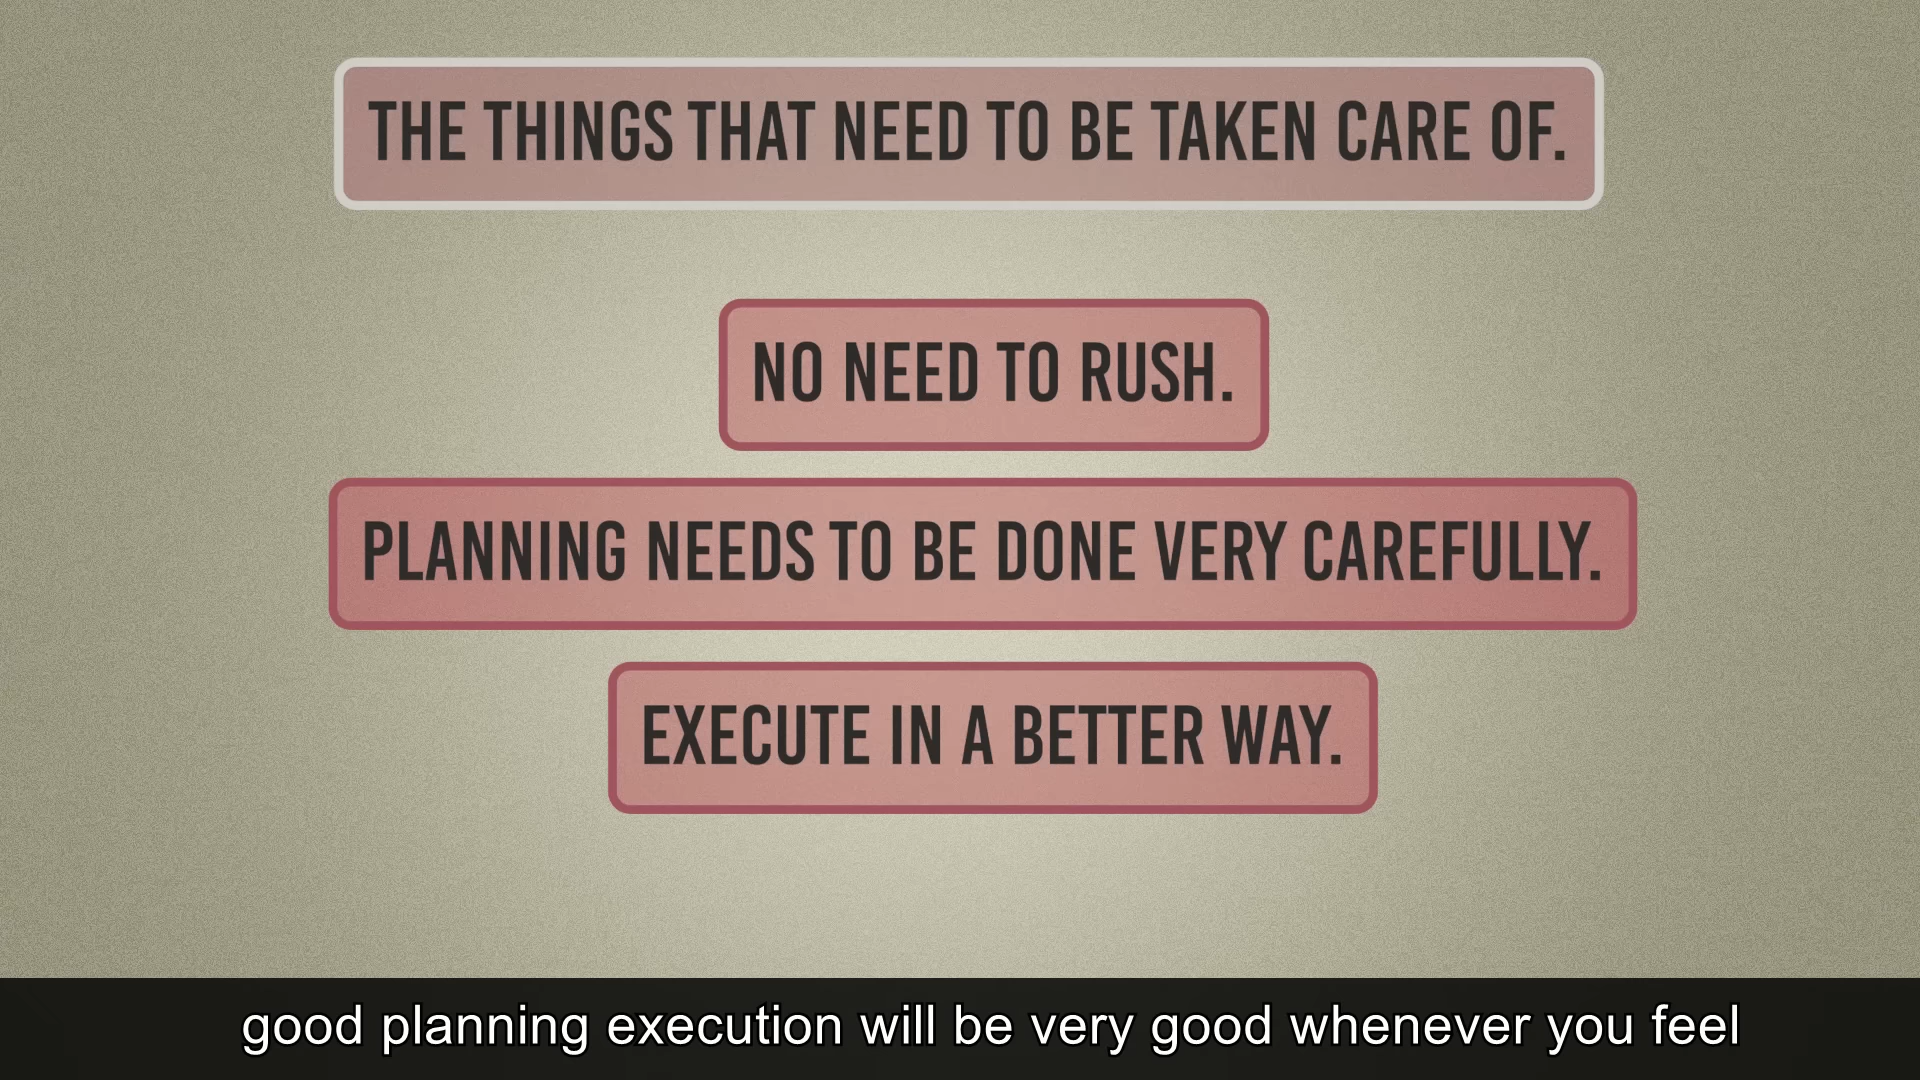 THE THINGS THAT NEED TO BE TAKEN CARE OF.
NO NEED TO RUSH.
PLANNING NEEDS TO BE DONE VERY CAREFULLY.
EXECUTE IN A BETTER WAY.
good planning execution will be very good whenever you feel